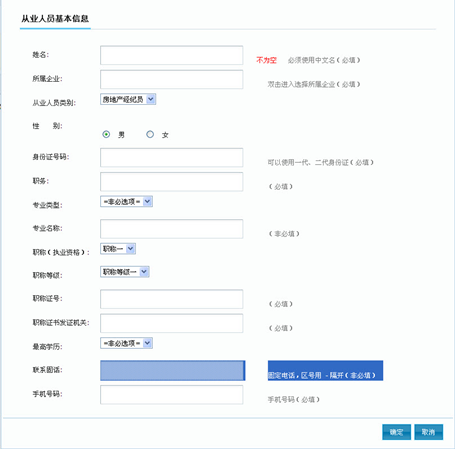 从业人员基本信息
姓名: 不为空 必须使用中文名(必填)
所属企业: 双击进入选择所属企业(必填)
从业人员类别: 房地产经纪员
性 别: 男 女
身份证号码: 可以使用一代、二代身份证(必填)
职务: (必填)
专业类型: =非必选项=
专业名称: (非必填)
职称(执业资格): 职称一
职称等级: 职称等级一
职称证号: (必填)
职称证书发证机关: (必填)
最高学历: =非必选项=
联系固话: 固定电话,区号用 - 隔开(非必填)
手机号码: 手机号码(必填)
确定 取消